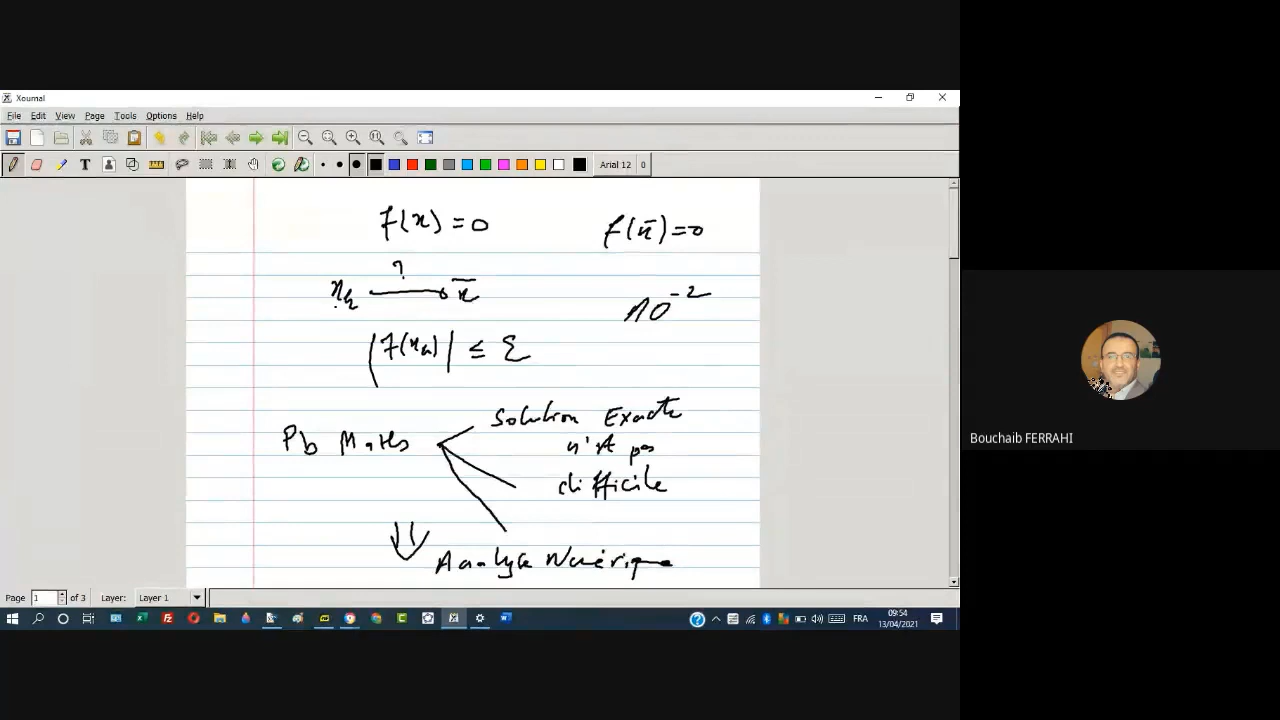 Xournal
File Edit View Page Tools Options Help
Arial 12 0
f(x) = 0
f(x̄) = 0
?
x_k → x̄
10^-2
|f(x_k)| ≤ Σ
Solution Exacte
Pb Maths
n'est pas
difficile
⇓ Analyse Numérique
Bouchaib FERRAHI
Page 1 of 3 Layer: Layer 1
FRA
09:54
13/04/2021